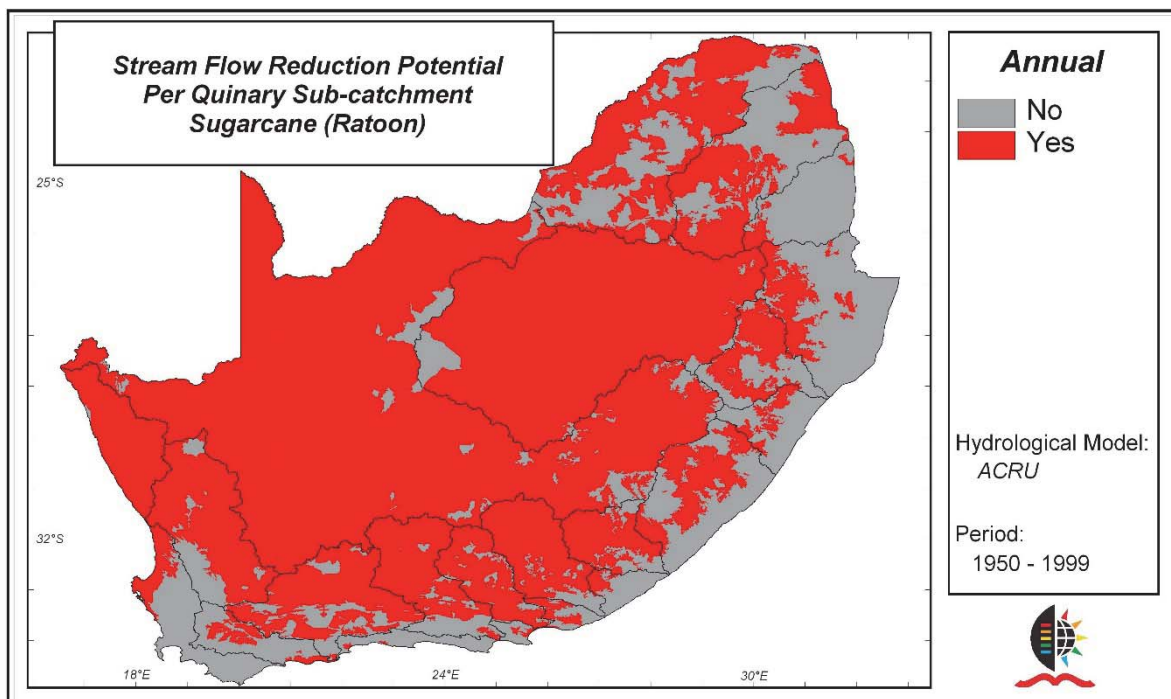 Stream Flow Reduction Potential
Per Quinary Sub-catchment
Sugarcane (Ratoon)
Annual
No
Yes
25°S
32°S
18°E
24°E
30°E
Hydrological Model:
ACRU
Period:
1950 - 1999